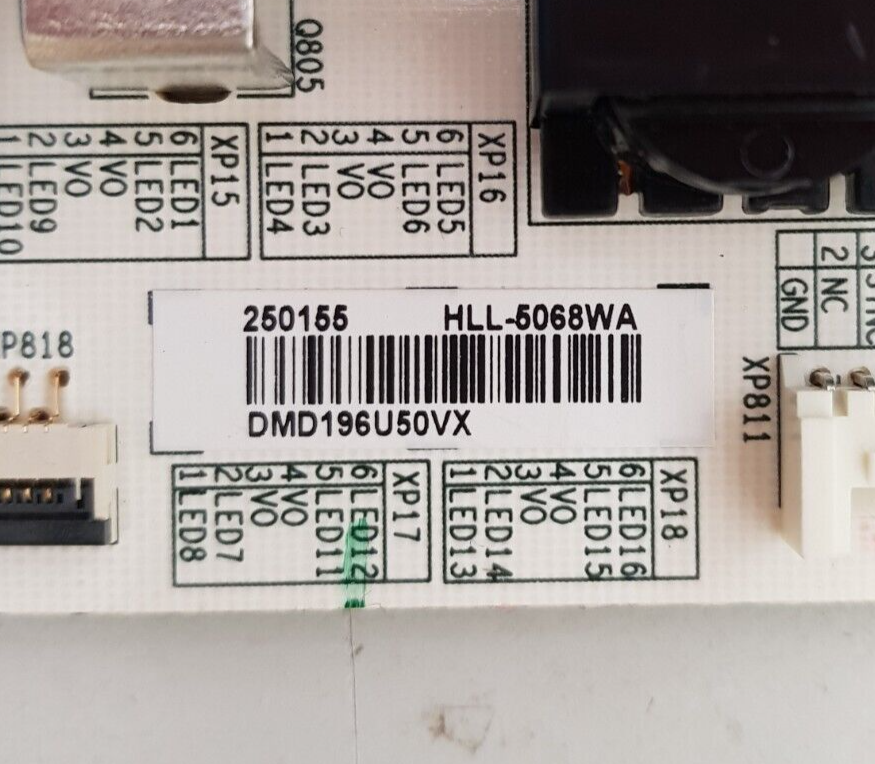 Q805
XP15
6 LED1
5 LED2
4 VO
3 VO
2 LED9
1 LED10
XP16
6 LED5
5 LED6
4 VO
3 VO
2 LED3
1 LED4
2 NC
GND
P818
250155 HLL-5068WA
DMD196U50VX
XP811
XP17
6 LED12
5 LED11
4 VO
3 VO
2 LED7
1 LED8
XP18
6 LED16
5 LED15
4 VO
3 VO
2 LED14
1 LED13